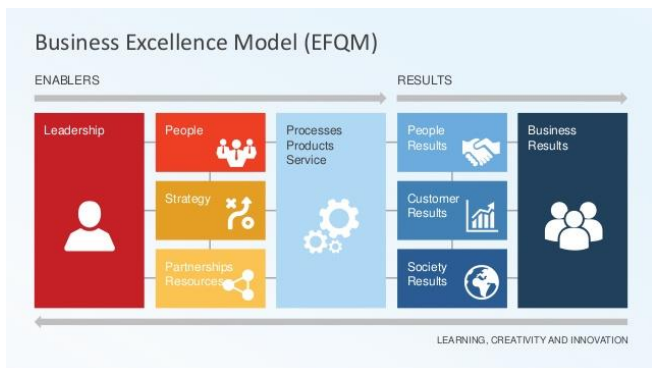 Business Excellence Model (EFQM)
ENABLERS
RESULTS
Leadership
People
Strategy
Partnerships
Resources
Processes
Products
Service
People
Results
Customer
Results
Society
Results
Business
Results
LEARNING, CREATIVITY AND INNOVATION